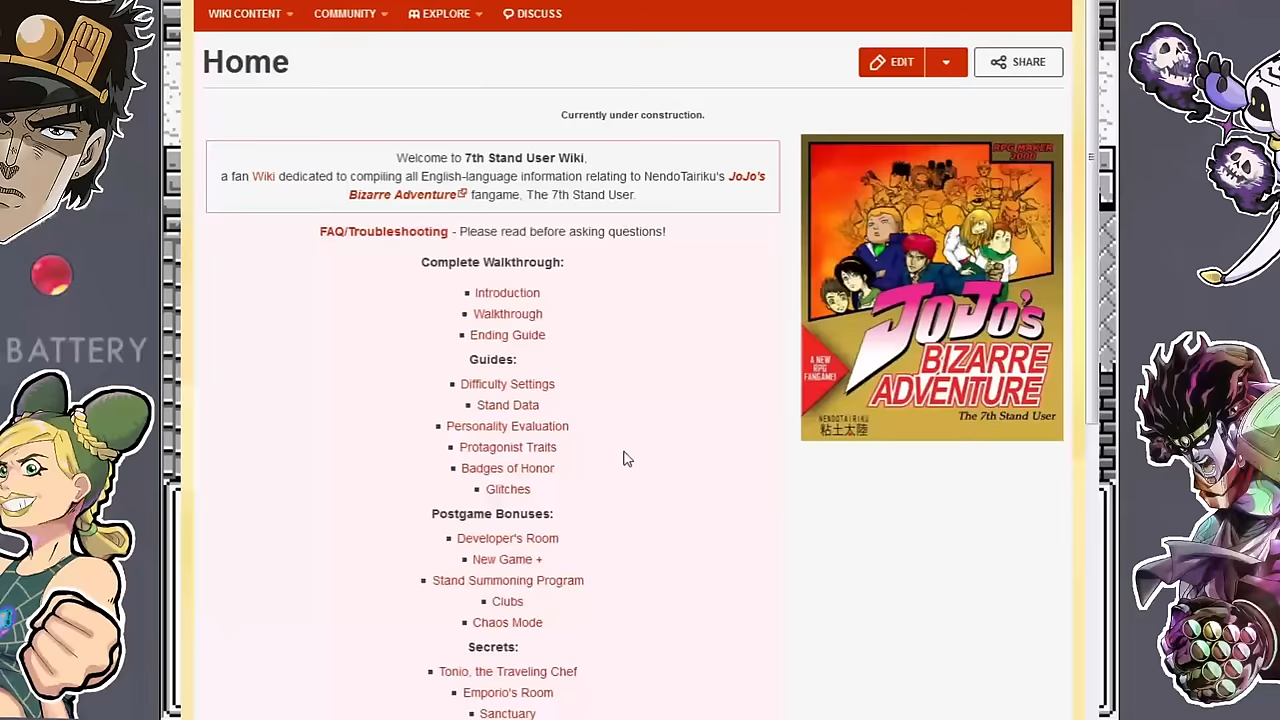 WIKI CONTENT
COMMUNITY
EXPLORE
DISCUSS
Home
EDIT
SHARE
Currently under construction.
Welcome to 7th Stand User Wiki,
a fan Wiki dedicated to compiling all English-language information relating to NendoTairiku's JoJo's
Bizarre Adventure fangame, The 7th Stand User.
FAQ/Troubleshooting - Please read before asking questions!
Complete Walkthrough:
Introduction
Walkthrough
Ending Guide
Guides:
Difficulty Settings
Stand Data
Personality Evaluation
Protagonist Traits
Badges of Honor
Glitches
Postgame Bonuses:
Developer's Room
New Game +
Stand Summoning Program
Clubs
Chaos Mode
Secrets:
Tonio, the Traveling Chef
Emporio's Room
Sanctuary
RPG MAKER
2000
JOJO'S
BIZARRE
ADVENTURE
The 7th Stand User
A NEW
RPG
FANGAME!
NENDOTAIRIKU
粘土大陸
BATTERY